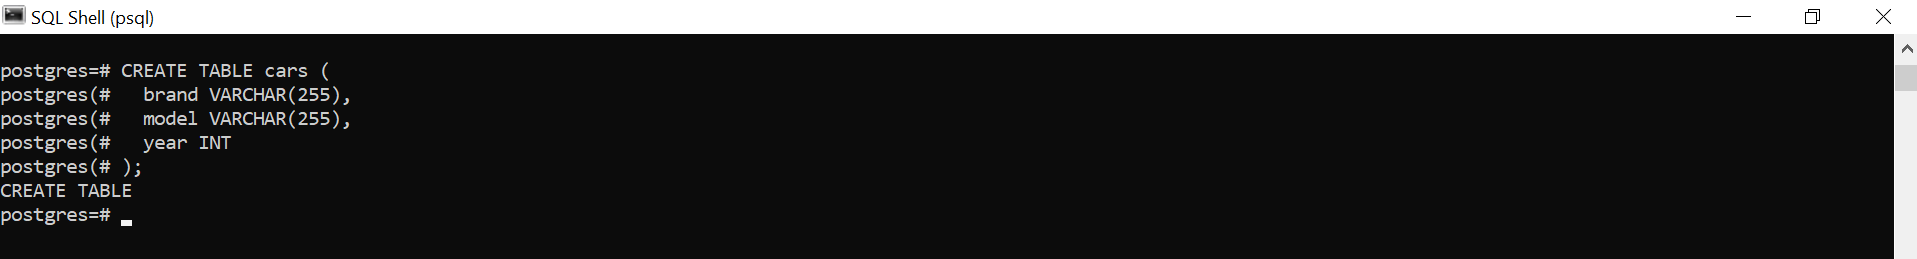 SQL Shell (psql)
postgres=# CREATE TABLE cars (
postgres(#   brand VARCHAR(255),
postgres(#   model VARCHAR(255),
postgres(#   year INT
postgres(# );
CREATE TABLE
postgres=#